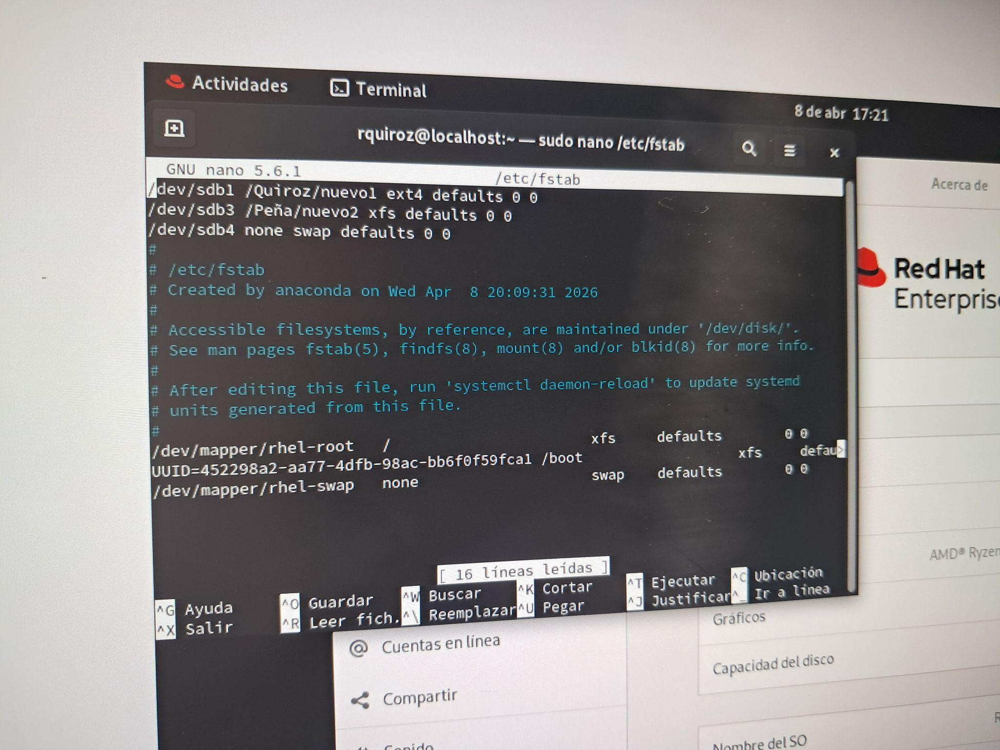 Actividades Terminal
8 de abr 17:21
rquiroz@localhost:~ — sudo nano /etc/fstab
GNU nano 5.6.1 /etc/fstab
/dev/sdb1 /Quiroz/nuevo1 ext4 defaults 0 0
/dev/sdb3 /Peña/nuevo2 xfs defaults 0 0
/dev/sdb4 none swap defaults 0 0
#
# /etc/fstab
# Created by anaconda on Wed Apr  8 20:09:31 2026
#
# Accessible filesystems, by reference, are maintained under '/dev/disk/'.
# See man pages fstab(5), findfs(8), mount(8) and/or blkid(8) for more info.
#
# After editing this file, run 'systemctl daemon-reload' to update systemd
# units generated from this file.
#
/dev/mapper/rhel-root / xfs defaults 0 0
UUID=452298a2-aa77-4dfb-98ac-bb6f0f59fca1 /boot xfs defau>
/dev/mapper/rhel-swap none swap defaults 0 0
[ 16 líneas leídas ]
^G Ayuda ^O Guardar ^W Buscar ^K Cortar ^T Ejecutar ^C Ubicación
^X Salir ^R Leer fich. ^\ Reemplazar ^U Pegar ^J Justificar ^_ Ir a línea
Acerca de
Red Hat
Enterprise
AMD® Ryzen
Gráficos
Capacidad del disco
Nombre del SO
Cuentas en línea
Compartir
Sonido